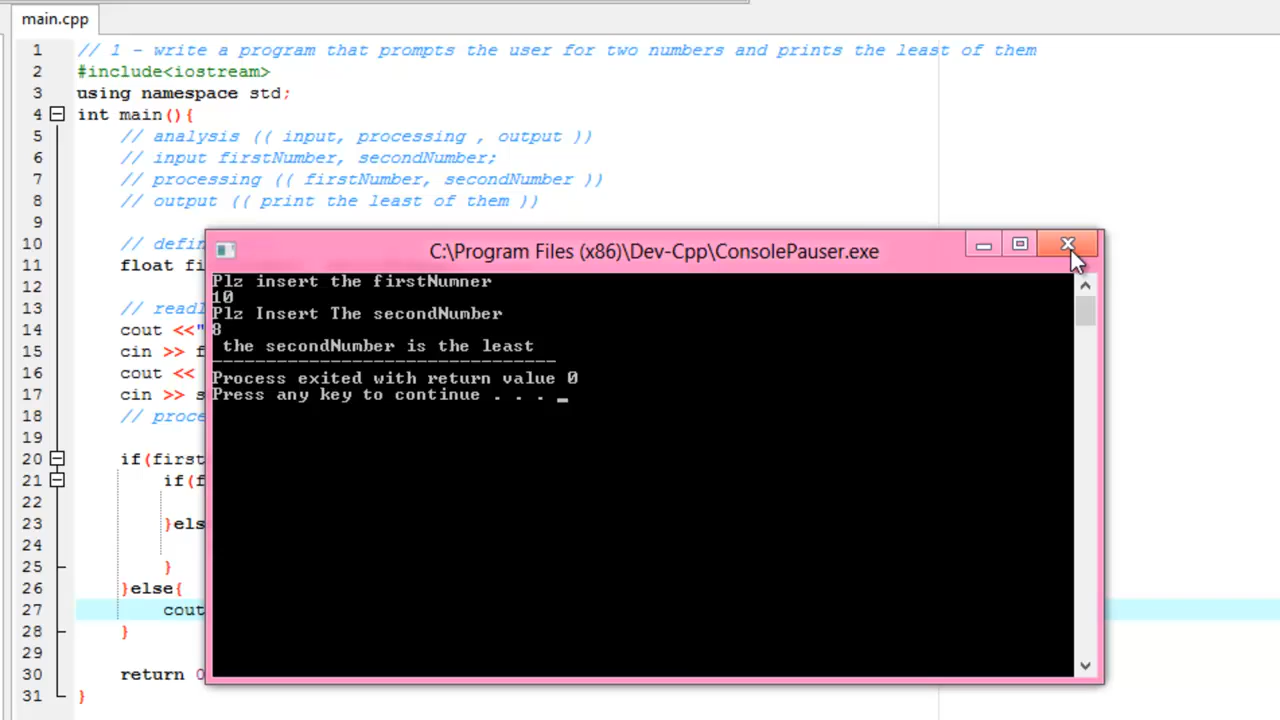 main.cpp
1 // 1 - write a program that prompts the user for two numbers and prints the least of them
2 #include<iostream>
3 using namespace std;
4 int main(){
5 // analysis (( input, processing , output ))
6 // input firstNumber, secondNumber;
7 // processing (( firstNumber, secondNumber ))
8 // output (( print the least of them ))
9
10 // defin
11 float fi
12
13 // readl
14 cout <<"
15 cin >> f
16 cout <<
17 cin >> s
18 // proce
19
20 if(first
21 if(f
22
23 }els
24
25 }
26 }else{
27 cout
28 }
29
30 return 0
31 }
C:\Program Files (x86)\Dev-Cpp\ConsolePauser.exe
Plz insert the firstNumner
10
Plz Insert The secondNumber
8
the secondNumber is the least
--------------------------------
Process exited with return value 0
Press any key to continue . . . _